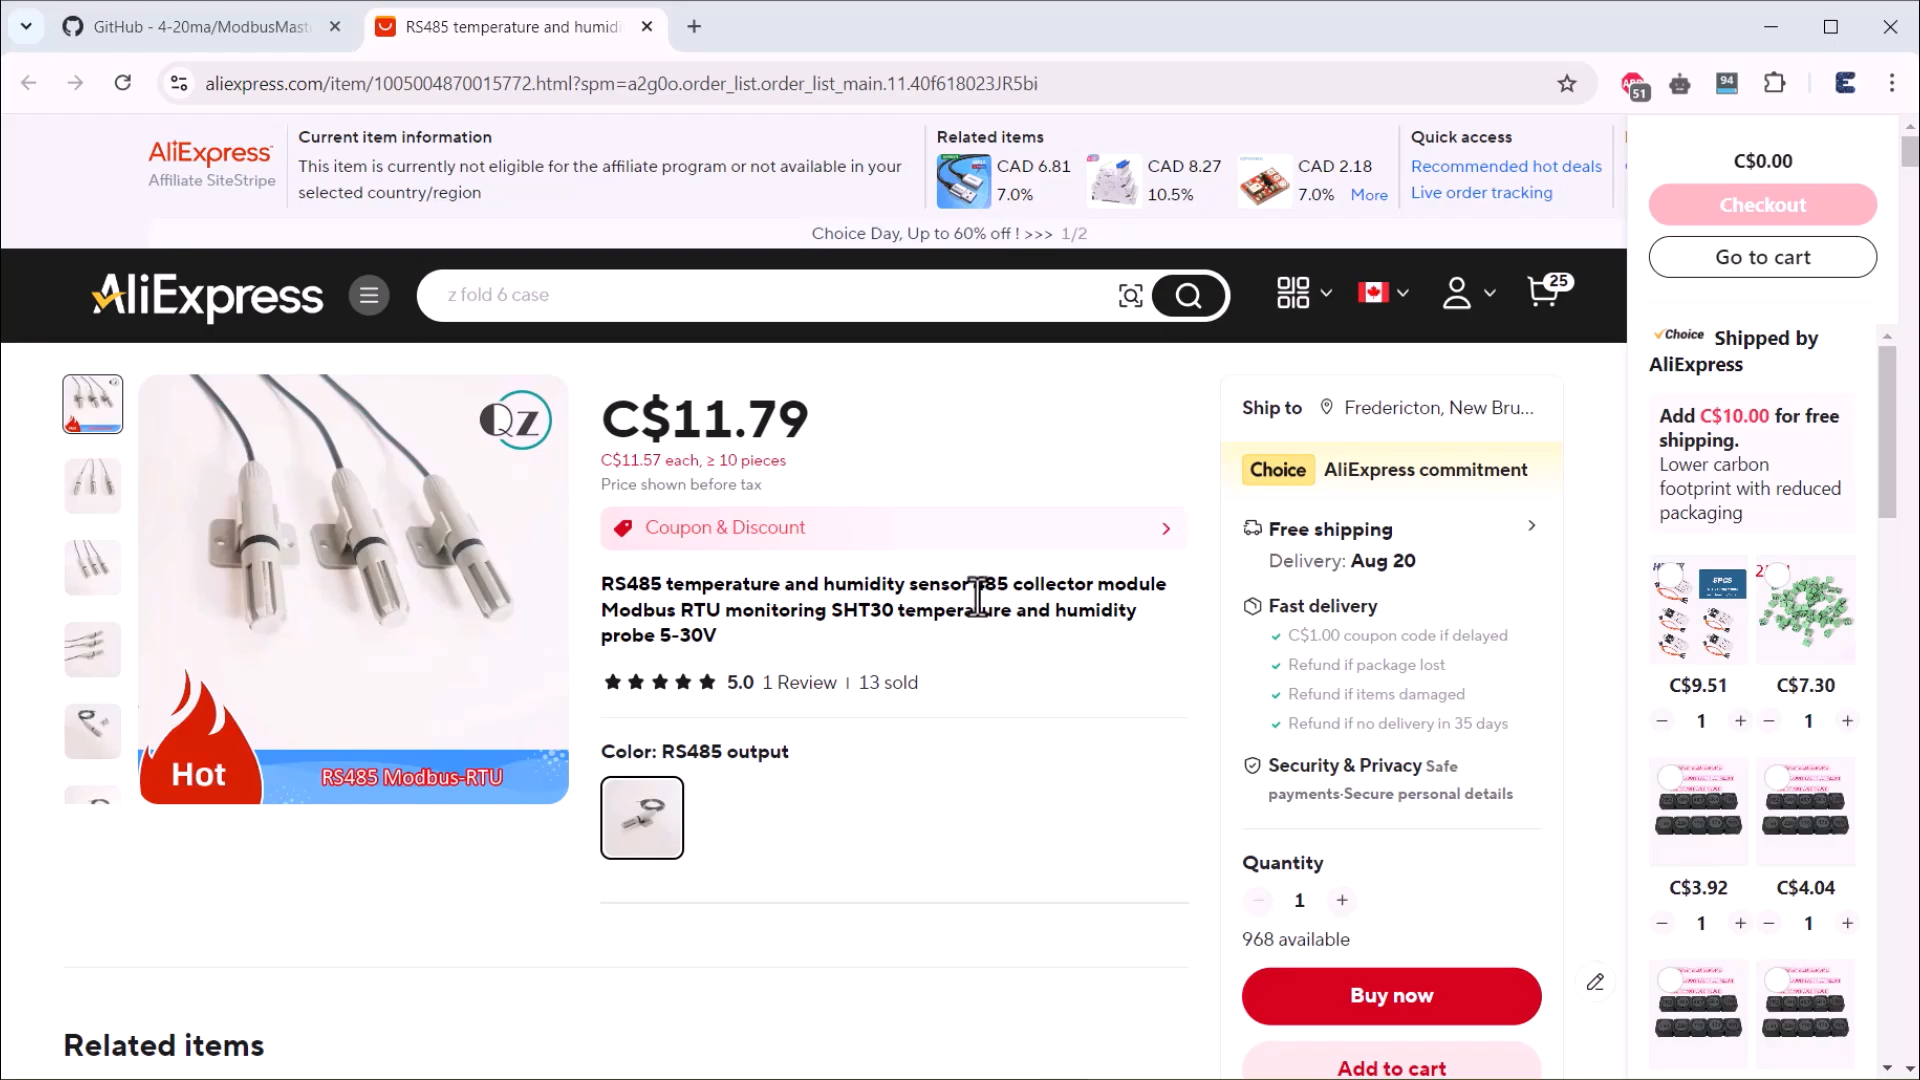 GitHub - 4-20ma/ModbusMast
RS485 temperature and humid
aliexpress.com/item/1005004870015772.html?spm=a2g0o.order_list.order_list_main.11.40f618023JR5bi
51
94
AliExpress
Affiliate SiteStripe
Current item information
This item is currently not eligible for the affiliate program or not available in your
selected country/region
Related items
CAD 6.81
7.0%
CAD 8.27
10.5%
CAD 2.18
7.0%
More
Quick access
Recommended hot deals
Live order tracking
Choice Day, Up to 60% off ! >>> 1/2
AliExpress
z fold 6 case
25
QZ
Hot
RS485 Modbus-RTU
C$11.79
C$11.57 each, ≥ 10 pieces
Price shown before tax
Coupon & Discount
RS485 temperature and humidity sensor 485 collector module
Modbus RTU monitoring SHT30 temperature and humidity
probe 5-30V
5.0 1 Review | 13 sold
Color: RS485 output
Related items
Ship to Fredericton, New Bru...
Choice AliExpress commitment
Free shipping
Delivery: Aug 20
Fast delivery
C$1.00 coupon code if delayed
Refund if package lost
Refund if items damaged
Refund if no delivery in 35 days
Security & Privacy Safe
payments·Secure personal details
Quantity
1
968 available
Buy now
Add to cart
C$0.00
Checkout
Go to cart
Choice Shipped by
AliExpress
Add C$10.00 for free
shipping.
Lower carbon
footprint with reduced
packaging
5PCS
C$9.51
C$7.30
1
1
C$3.92
C$4.04
1
1